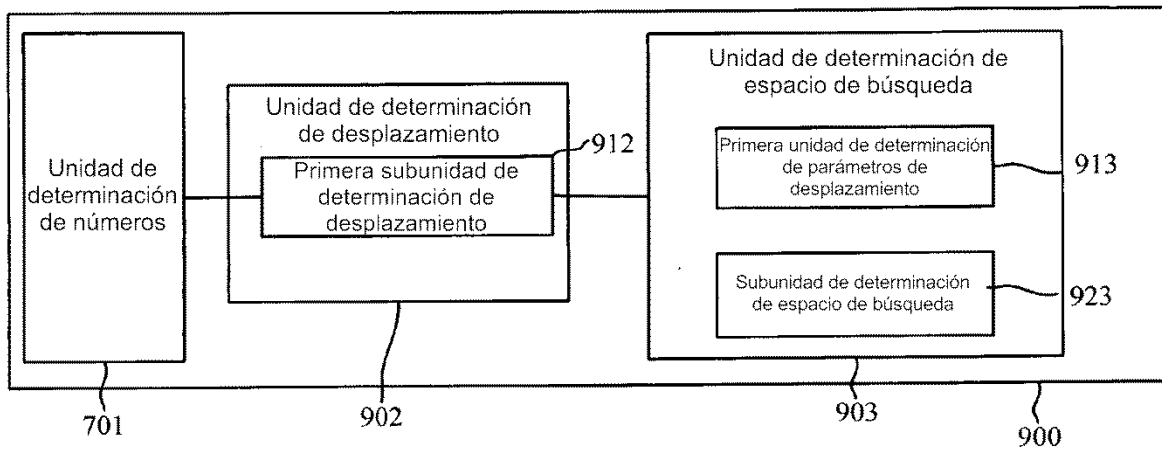 Unidad de
determinación
de números
701
Unidad de determinación
de desplazamiento
Primera subunidad de
determinación de
desplazamiento
912
902
Unidad de determinación de
espacio de búsqueda
Primera unidad de determinación
de parámetros de
desplazamiento
913
Subunidad de determinación
de espacio de búsqueda
923
903
900